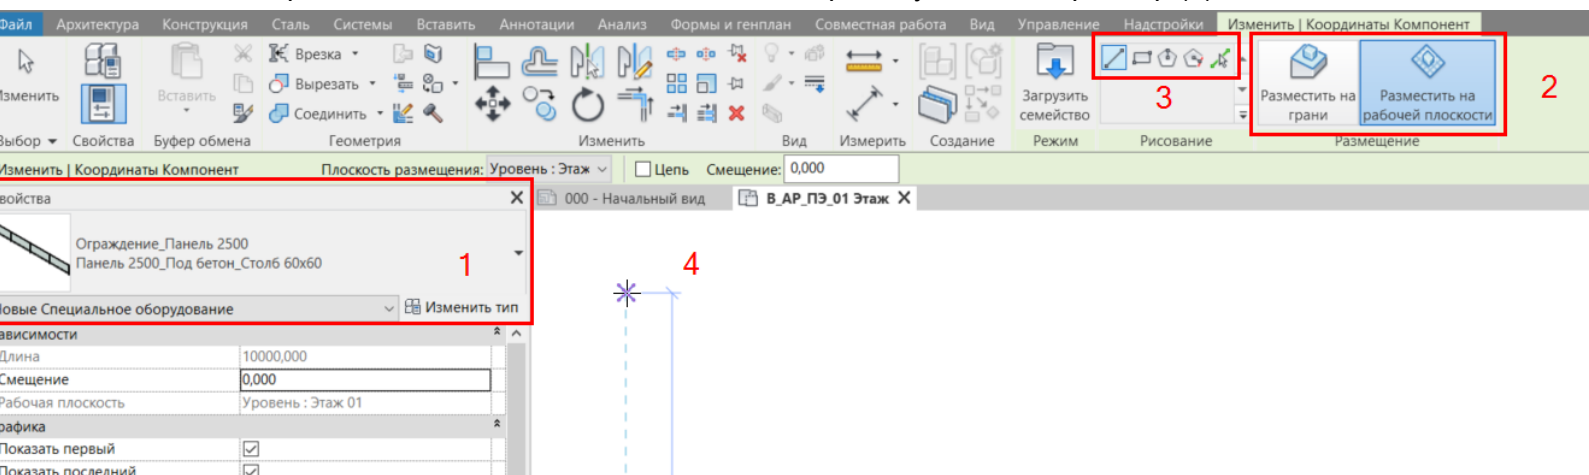 Файл Архитектура Конструкция Сталь Системы Вставить Аннотации Анализ Формы и генплан Совместная работа Вид Управление Надстройки Изменить | Координаты Компонент
Врезка
Вырезать
Соединить
Изменить
Вставить
Загрузить
семейство
3
Разместить на
грани
Разместить на
рабочей плоскости
2
Выбор Свойства Буфер обмена Геометрия Изменить Вид Измерить Создание Режим Рисование Размещение
Изменить | Координаты Компонент Плоскость размещения: Уровень : Этаж Цепь Смещение: 0,000
войства X 000 - Начальный вид В_АР_ПЭ_01 Этаж X
Ограждение_Панель 2500
Панель 2500_Под бетон_Столб 60x60
1
4
Новые Специальное оборудование Изменить тип
ависимости
Длина 10000,000
Смещение 0,000
Рабочая плоскость Уровень : Этаж 01
рафика
Показать первый
Показать последний